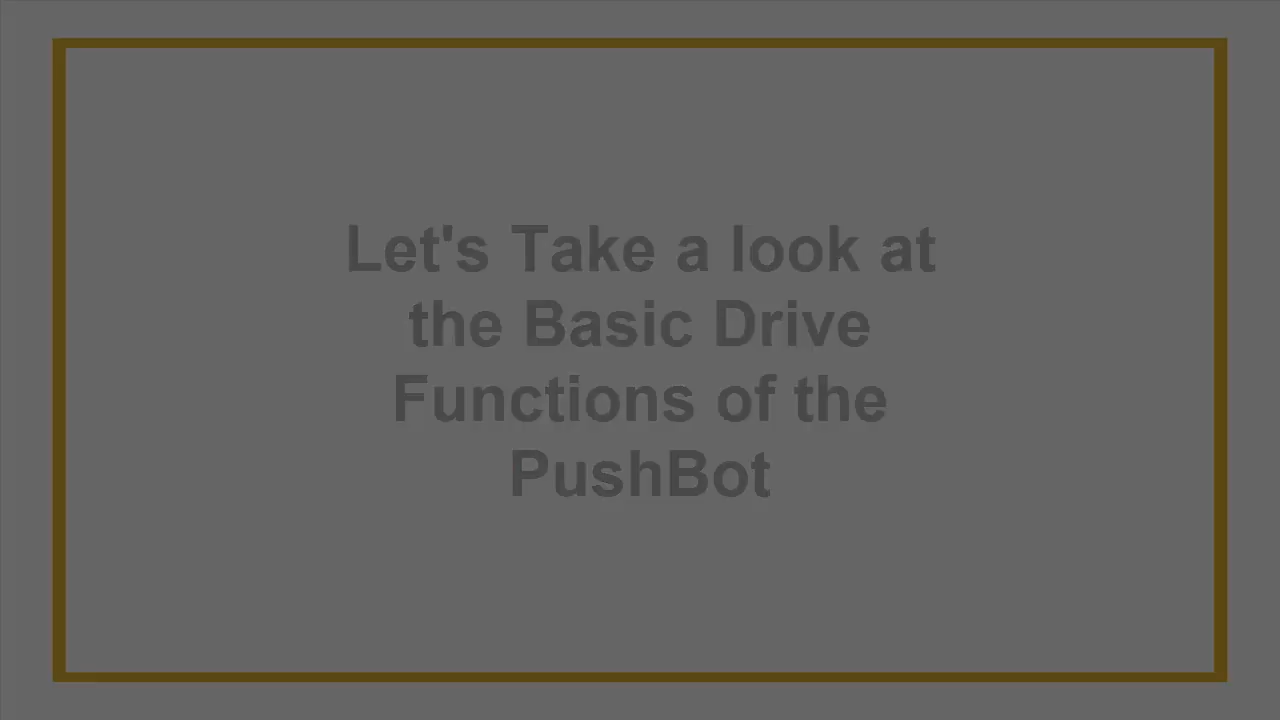 Let's Take a look at
the Basic Drive
Functions of the
PushBot